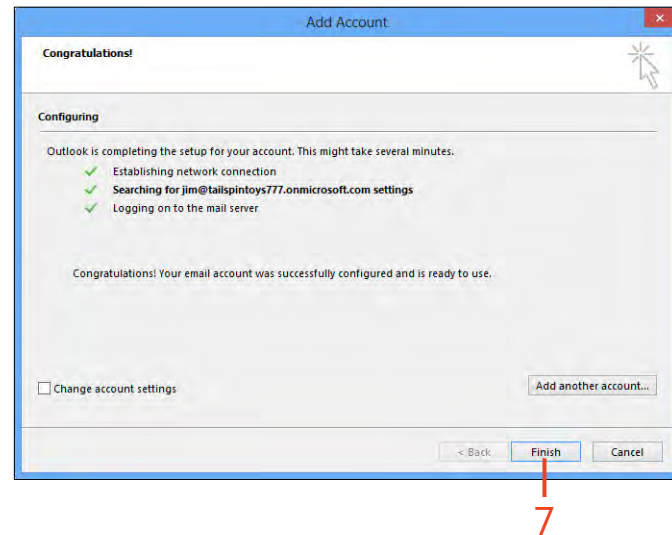 Add Account
Congratulations!
Configuring
Outlook is completing the setup for your account. This might take several minutes.
Establishing network connection
Searching for jim@tailspintoys777.onmicrosoft.com settings
Logging on to the mail server
Congratulations! Your email account was successfully configured and is ready to use.
Change account settings
Add another account...
< Back Finish Cancel
7